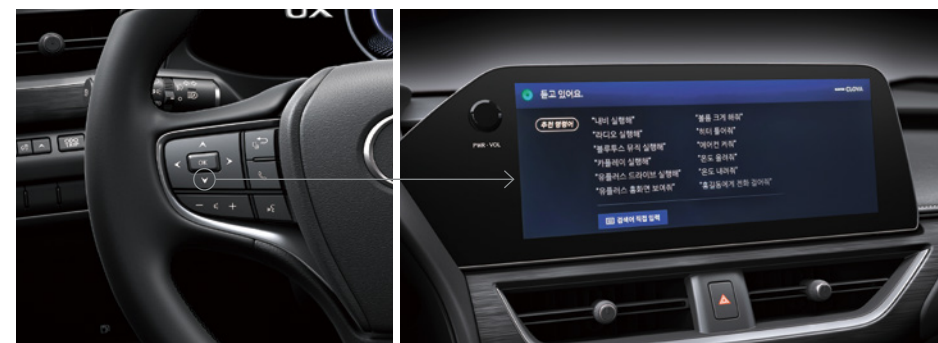 UX
OK
- +
PWR·VOL
듣고 있어요.
CLOVA
추천 명령어
"내비 실행해"
"라디오 실행해"
"블루투스 뮤직 실행해"
"카플레이 실행해"
"유플러스 드라이브 실행해"
"유플러스 홈화면 보여줘"
"볼륨 크게 해줘"
"히터 틀어줘"
"에어컨 켜줘"
"온도 올려줘"
"온도 내려줘"
"홍길동에게 전화 걸어줘"
검색어 직접 입력